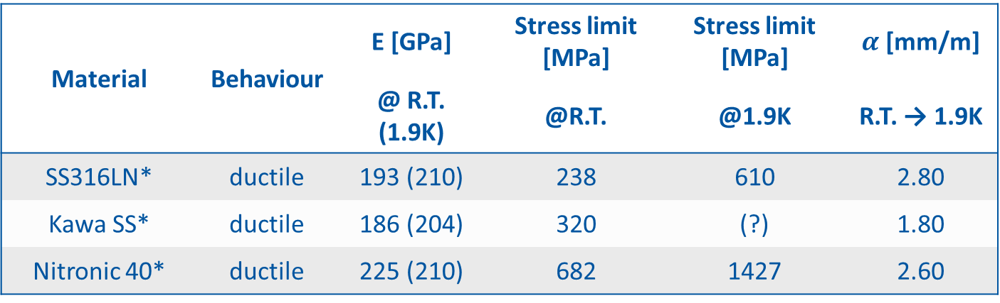 Material Behaviour E [GPa] @ R.T. (1.9K) Stress limit [MPa] @R.T. Stress limit [MPa] @1.9K α [mm/m] R.T. → 1.9K
SS316LN* ductile 193 (210) 238 610 2.80
Kawa SS* ductile 186 (204) 320 (?) 1.80
Nitronic 40* ductile 225 (210) 682 1427 2.60